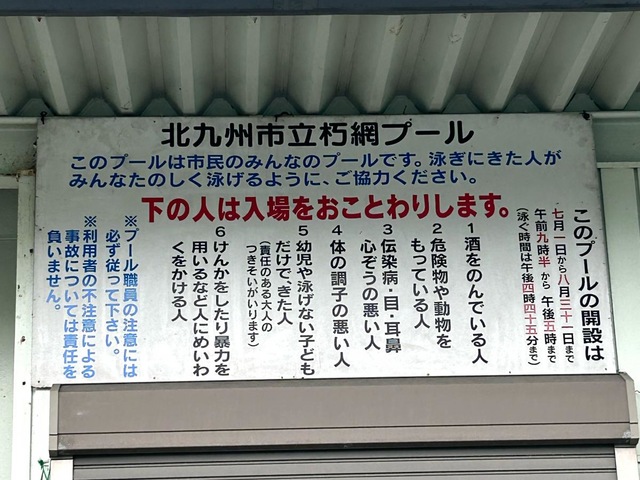 北九州市立朽網プール
このプールは市民のみんなのプールです。泳ぎにきた人が
みんなたのしく泳げるように、ご協力ください。
下の人は入場をおことわりします。
このプールの開設は
七月一日から八月三十一日まで
午前九時半から午後五時まで
(泳ぐ時間は午後四時四十五分まで)
1酒をのんでいる人
2危険物や動物を
もっている人
3伝染病・目・耳鼻
心ぞうの悪い人
4体の調子の悪い人
5幼児や泳げない子ども
だけできた人
(責任のある大人の
つきそいがいります)
6けんかをしたり暴力を
用いるなど人にめいわ
くをかける人
※プール職員の注意には
必ず従って下さい。
※利用者の不注意による
事故については責任を
負いません。